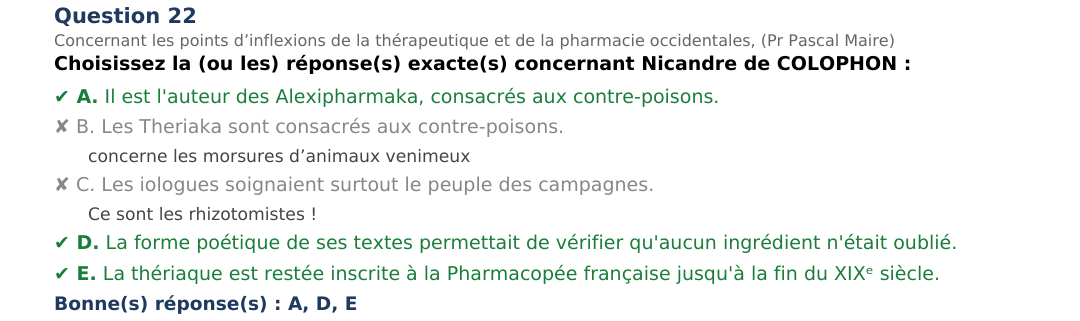 Question 22
Concernant les points d’inflexions de la thérapeutique et de la pharmacie occidentales, (Pr Pascal Maire)
Choisissez la (ou les) réponse(s) exacte(s) concernant Nicandre de COLOPHON :
✔ A. Il est l'auteur des Alexipharmaka, consacrés aux contre-poisons.
✘ B. Les Theriaka sont consacrés aux contre-poisons.
concerne les morsures d’animaux venimeux
✘ C. Les iologues soignaient surtout le peuple des campagnes.
Ce sont les rhizotomistes !
✔ D. La forme poétique de ses textes permettait de vérifier qu'aucun ingrédient n'était oublié.
✔ E. La thériaque est restée inscrite à la Pharmacopée française jusqu'à la fin du XIXᵉ siècle.
Bonne(s) réponse(s) : A, D, E